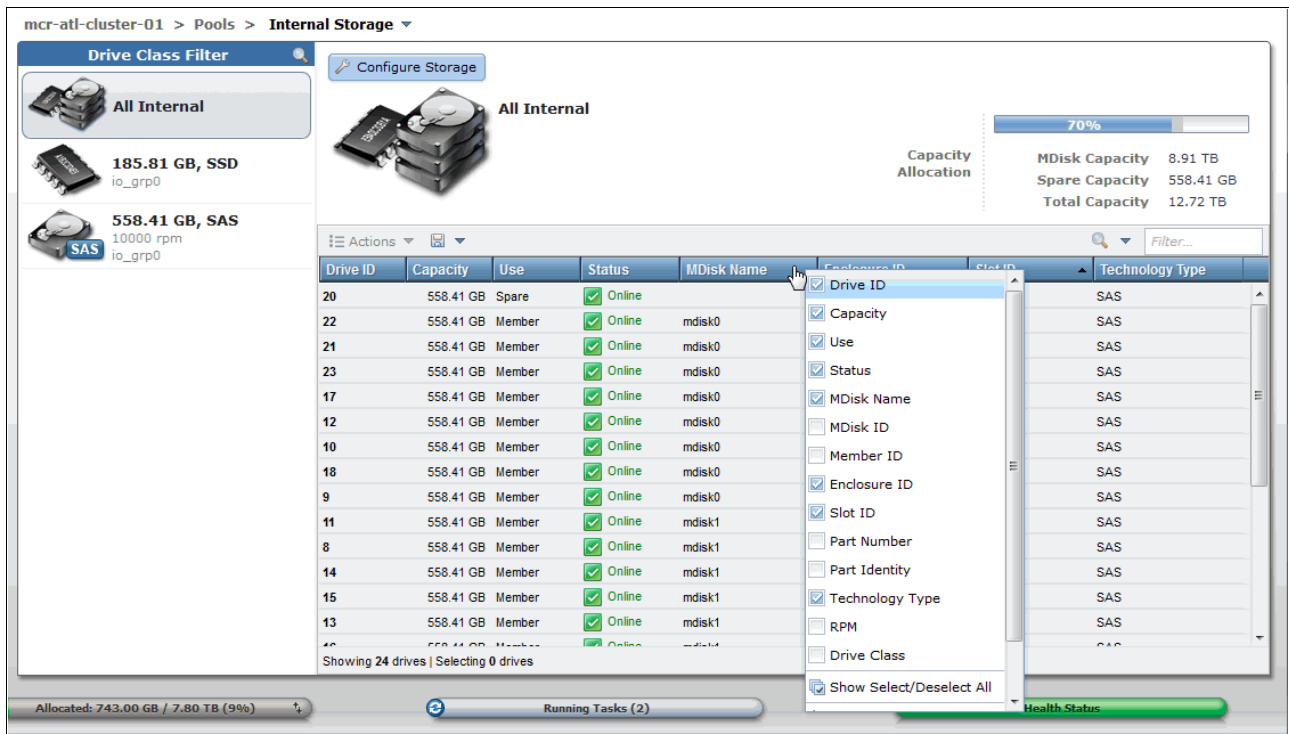 mcr-atl-cluster-01 > Pools > Internal Storage
Drive Class Filter
All Internal
185.81 GB, SSD
io_grp0
558.41 GB, SAS
10000 rpm
io_grp0
SAS
Configure Storage
All Internal
Capacity Allocation
70%
MDisk Capacity 8.91 TB
Spare Capacity 558.41 GB
Total Capacity 12.72 TB
Actions
Filter...
Drive ID Capacity Use Status MDisk Name Enclosure ID Slot ID Technology Type
20 558.41 GB Spare Online SAS
22 558.41 GB Member Online mdisk0 SAS
21 558.41 GB Member Online mdisk0 SAS
23 558.41 GB Member Online mdisk0 SAS
17 558.41 GB Member Online mdisk0 SAS
12 558.41 GB Member Online mdisk0 SAS
10 558.41 GB Member Online mdisk0 SAS
18 558.41 GB Member Online mdisk0 SAS
9 558.41 GB Member Online mdisk0 SAS
11 558.41 GB Member Online mdisk1 SAS
8 558.41 GB Member Online mdisk1 SAS
14 558.41 GB Member Online mdisk1 SAS
15 558.41 GB Member Online mdisk1 SAS
13 558.41 GB Member Online mdisk1 SAS
558.41 GB Member Online mdisk1 SAS
Drive ID
Capacity
Use
Status
MDisk Name
MDisk ID
Member ID
Enclosure ID
Slot ID
Part Number
Part Identity
Technology Type
RPM
Drive Class
Show Select/Deselect All
Showing 24 drives | Selecting 0 drives
Allocated: 743.00 GB / 7.80 TB (9%)
Running Tasks (2)
Health Status